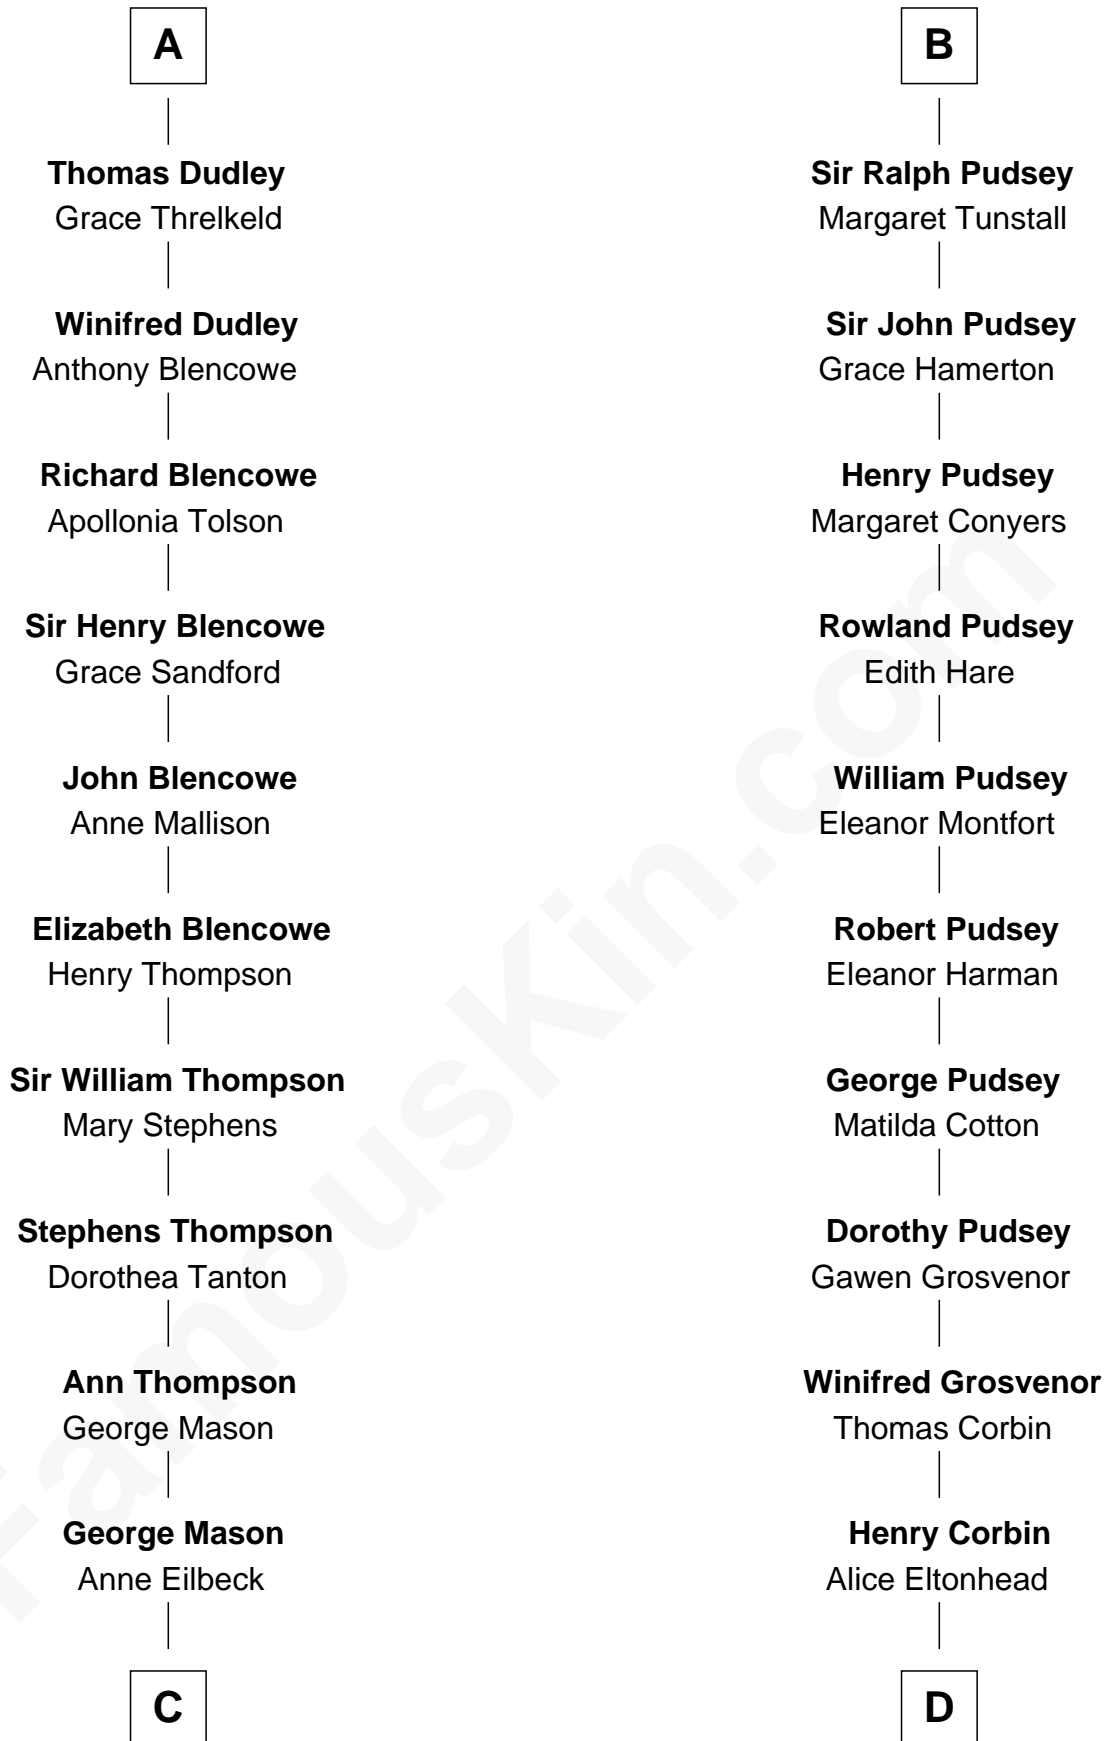 A
Thomas Dudley
Grace Threlkeld
Winifred Dudley
Anthony Blencowe
Richard Blencowe
Apollonia Tolson
Sir Henry Blencowe
Grace Sandford
John Blencowe
Anne Mallison
Elizabeth Blencowe
Henry Thompson
Sir William Thompson
Mary Stephens
Stephens Thompson
Dorothea Tanton
Ann Thompson
George Mason
George Mason
Anne Eilbeck
C
B
Sir Ralph Pudsey
Margaret Tunstall
Sir John Pudsey
Grace Hamerton
Henry Pudsey
Margaret Conyers
Rowland Pudsey
Edith Hare
William Pudsey
Eleanor Montfort
Robert Pudsey
Eleanor Harman
George Pudsey
Matilda Cotton
Dorothy Pudsey
Gawen Grosvenor
Winifred Grosvenor
Thomas Corbin
Henry Corbin
Alice Eltonhead
D
FamousKin.com